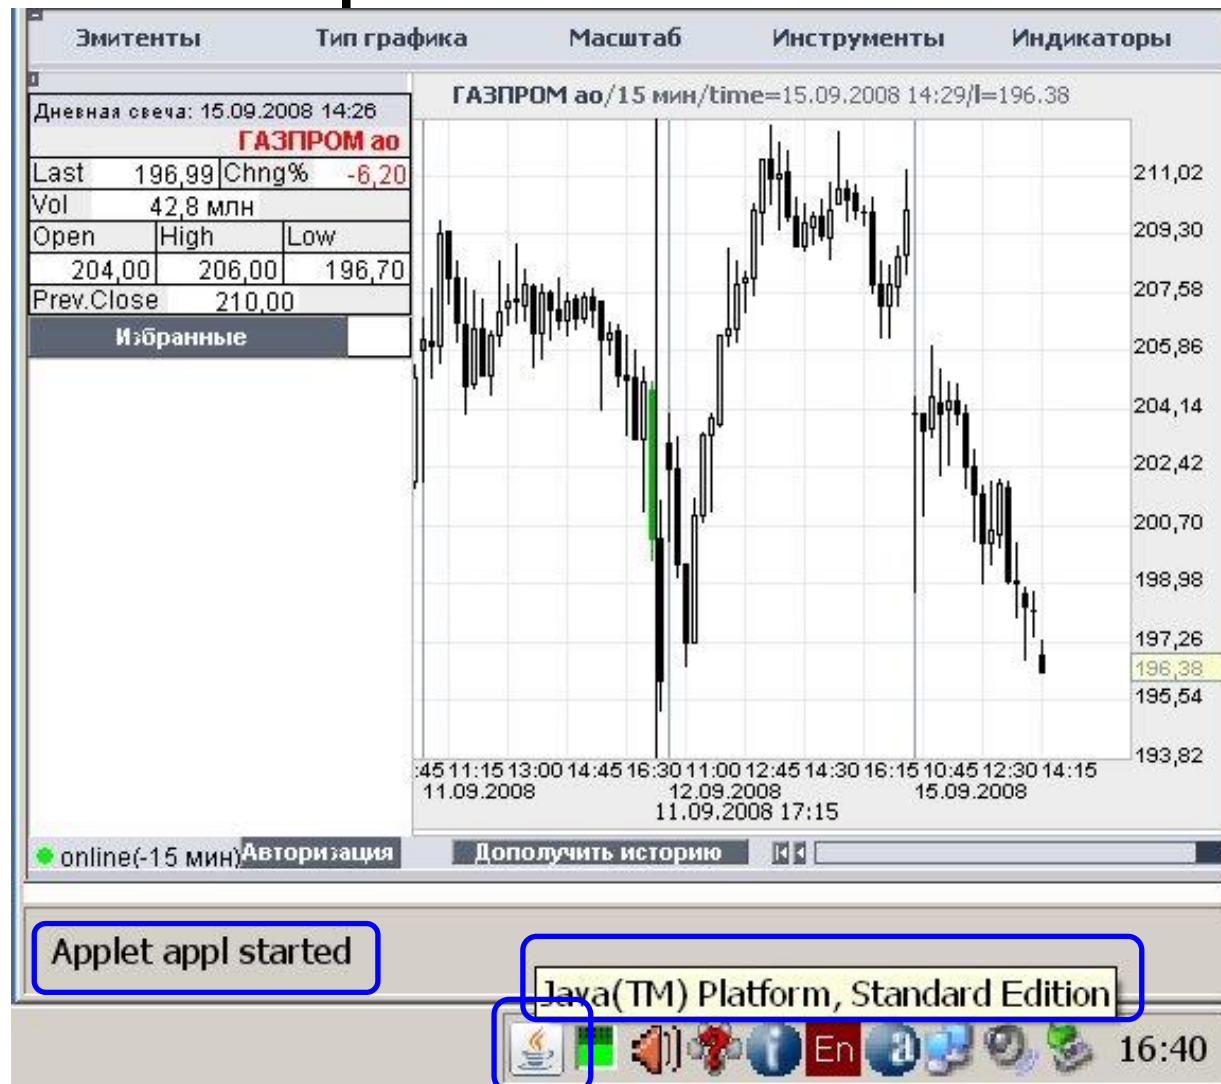 Эмитенты Тип графика Масштаб Инструменты Индикаторы
Дневная свеча: 15.09.2008 14:26
ГАЗПРОМ ао
Last 196,99 Chng% -6,20
Vol 42,8 млн
Open High Low
204,00 206,00 196,70
Prev.Close 210,00
Избранные
ГАЗПРОМ ао/15 мин/time=15.09.2008 14:29/l=196.38
211,02
209,30
207,58
205,86
204,14
202,42
200,70
198,98
197,26
196,38
195,54
193,82
:45 11:15 13:00 14:45 16:30 11:00 12:45 14:30 16:15 10:45 12:30 14:15
11.09.2008 12.09.2008 15.09.2008
11.09.2008 17:15
online(-15 мин) Авторизация Дополучить историю
Applet appl started
Java(TM) Platform, Standard Edition
En a 16:40